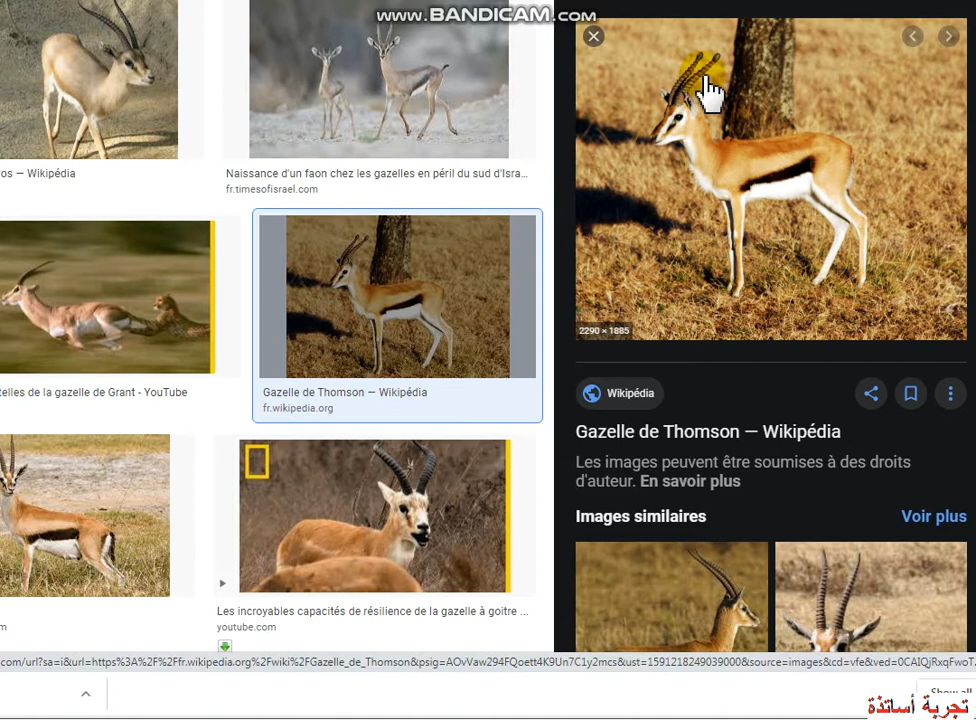 www.BANDICAM.com
os — Wikipédia
Naissance d'un faon chez les gazelles en péril du sud d'Isra...
fr.timesofisrael.com
telles de la gazelle de Grant - YouTube
Gazelle de Thomson — Wikipédia
fr.wikipedia.org
m
Les incroyables capacités de résilience de la gazelle à goitre ...
youtube.com
2290 × 1885
Wikipédia
Gazelle de Thomson — Wikipédia
Les images peuvent être soumises à des droits
d'auteur. En savoir plus
Images similaires
Voir plus
.com/url?sa=i&url=https%3A%2F%2Ffr.wikipedia.org%2Fwiki%2FGazelle_de_Thomson&psig=AOvVaw294FQoett4K9Un7C1y2mcs&ust=1591218249039000&source=images&cd=vfe&ved=0CAIQjRxqFwoT
Show all
تجربة أساتذة